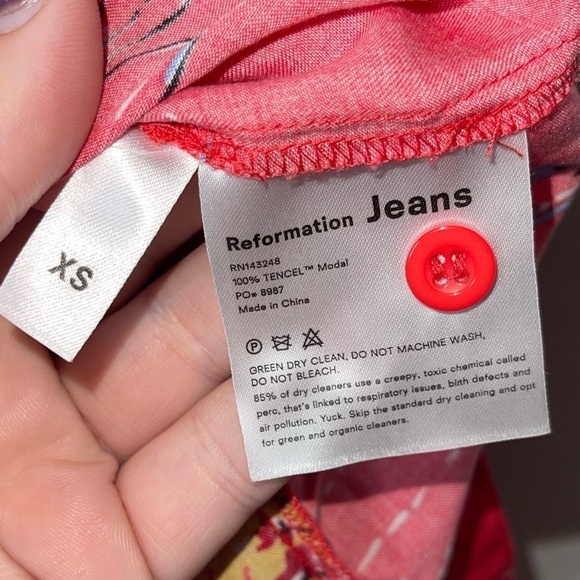 XS
Reformation Jeans
RN143248
100% TENCEL™ Modal
PO# 8987
Made in China
P
GREEN DRY CLEAN, DO NOT MACHINE WASH,
DO NOT BLEACH.
85% of dry cleaners use a creepy, toxic chemical called
perc, that's linked to respiratory issues, birth defects and
air pollution. Yuck. Skip the standard dry cleaning and opt
for green and organic cleaners.